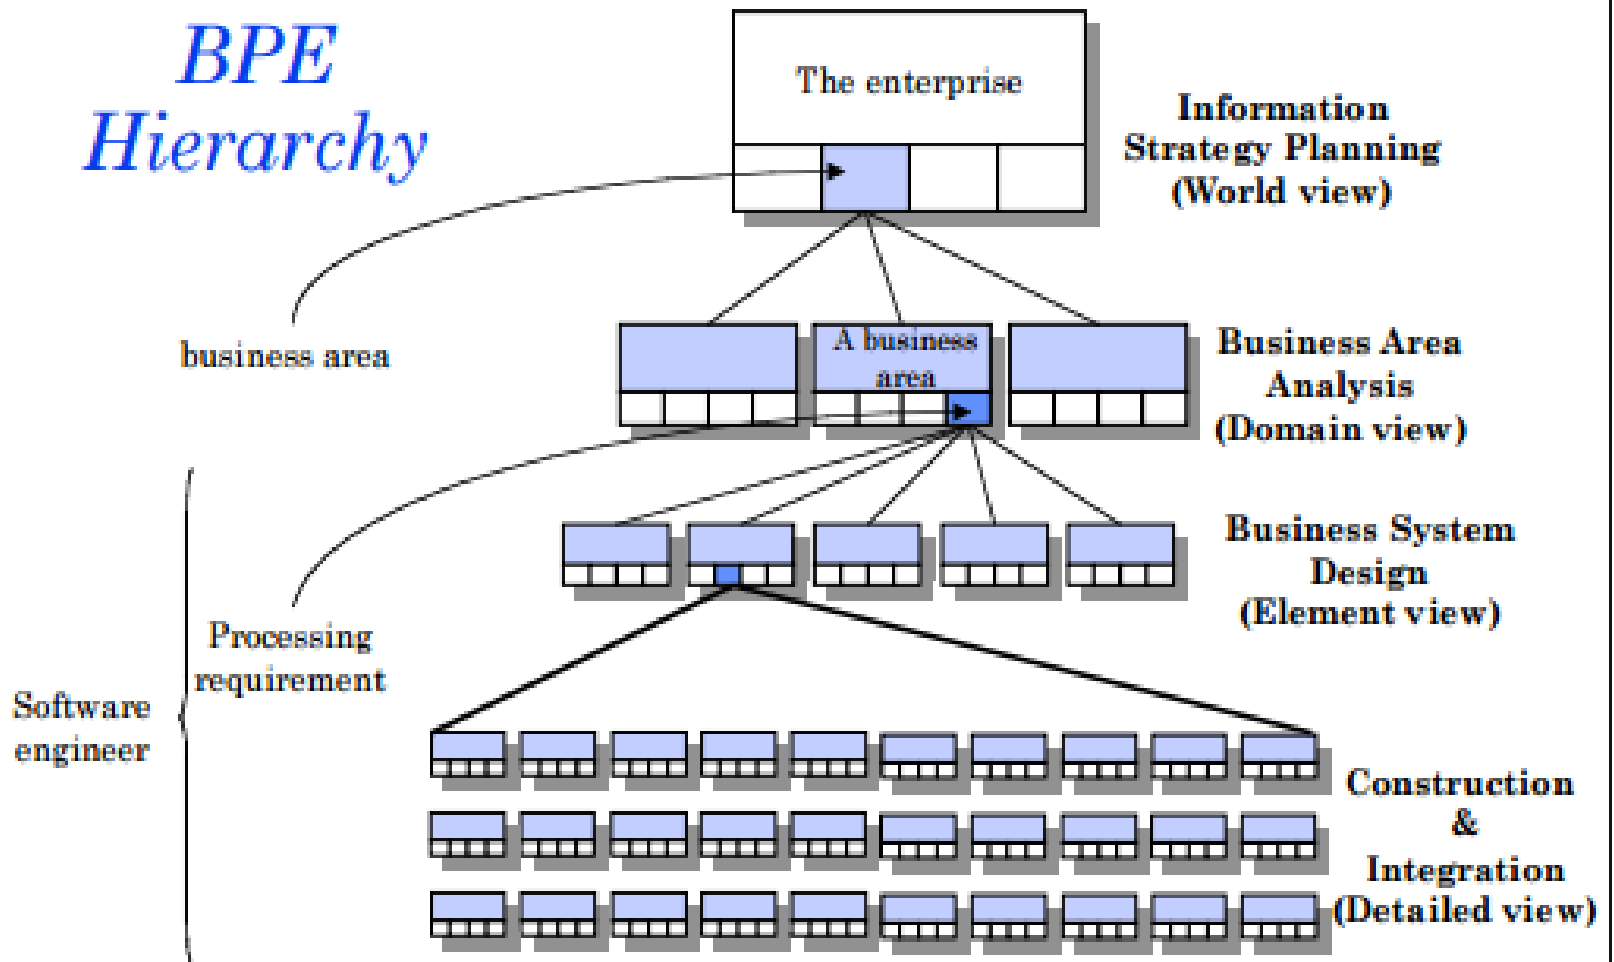 BPE
Hierarchy
The enterprise
Information
Strategy Planning
(World view)
business area
A business
area
Business Area
Analysis
(Domain view)
Business System
Design
(Element view)
Processing
requirement
Software
engineer
Construction
&
Integration
(Detailed view)